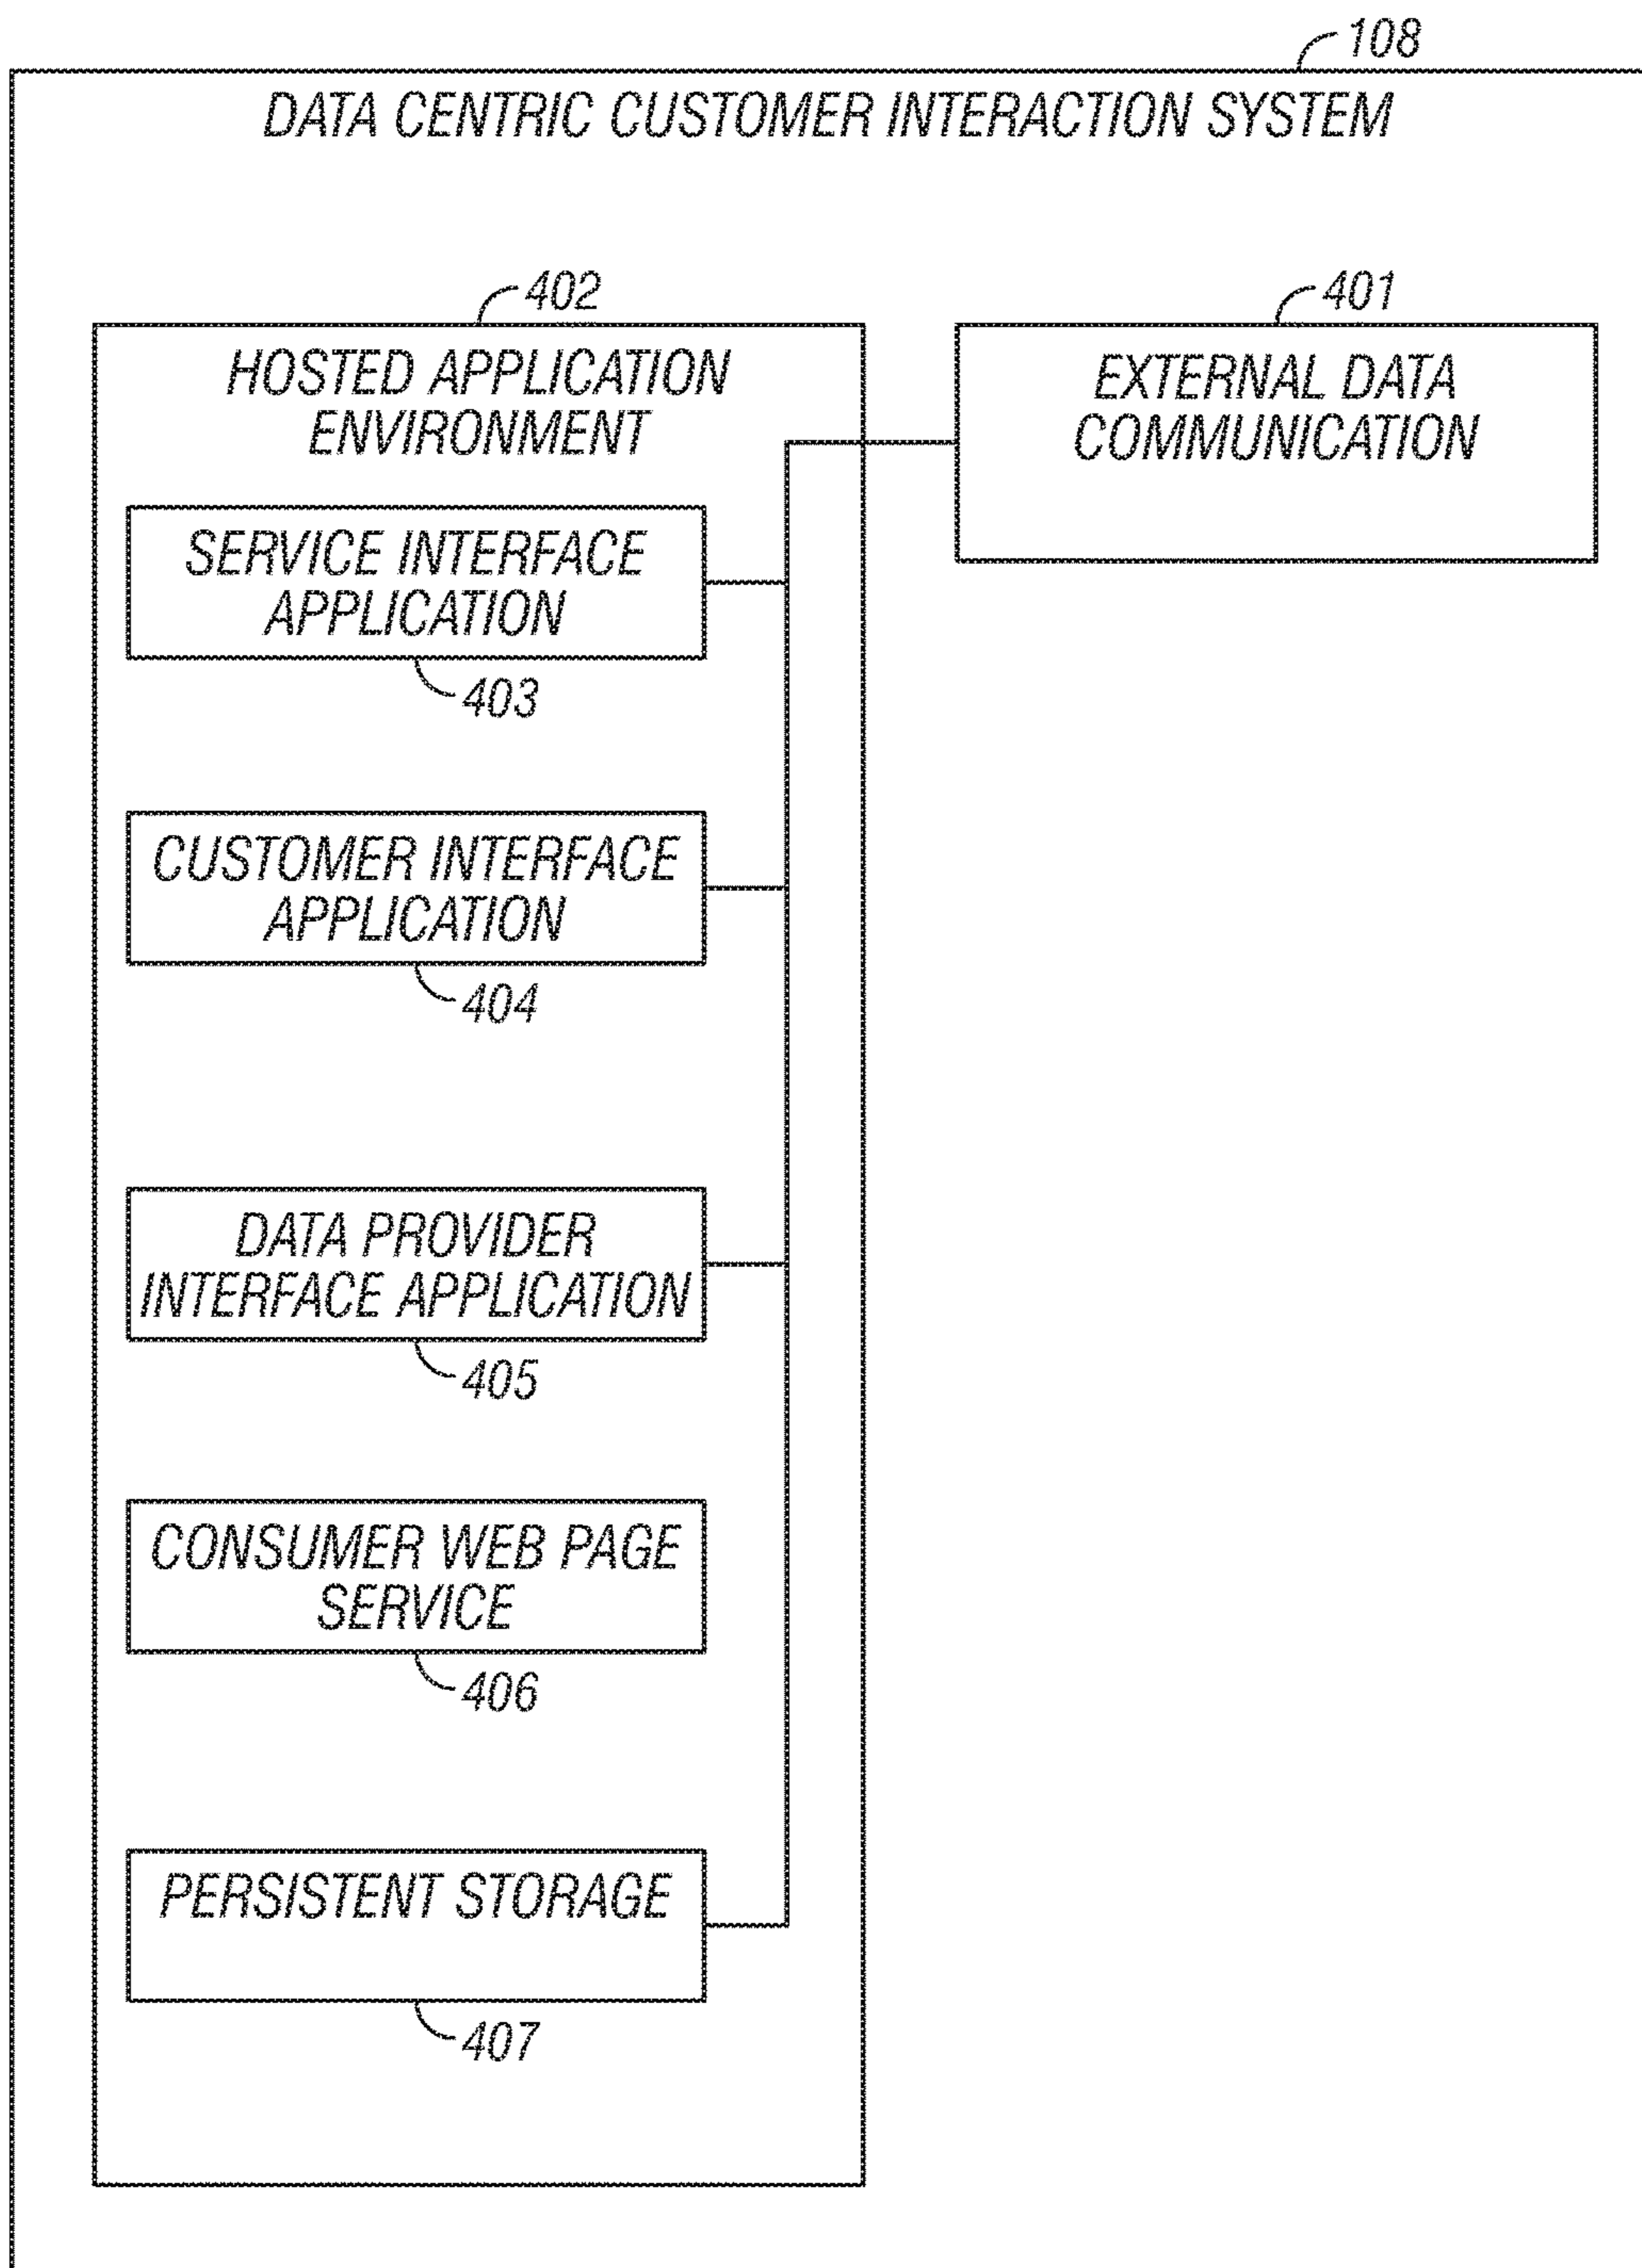 108
DATA CENTRIC CUSTOMER INTERACTION SYSTEM
402
HOSTED APPLICATION
ENVIRONMENT
401
EXTERNAL DATA
COMMUNICATION
SERVICE INTERFACE
APPLICATION
403
CUSTOMER INTERFACE
APPLICATION
404
DATA PROVIDER
INTERFACE APPLICATION
405
CONSUMER WEB PAGE
SERVICE
406
PERSISTENT STORAGE
407